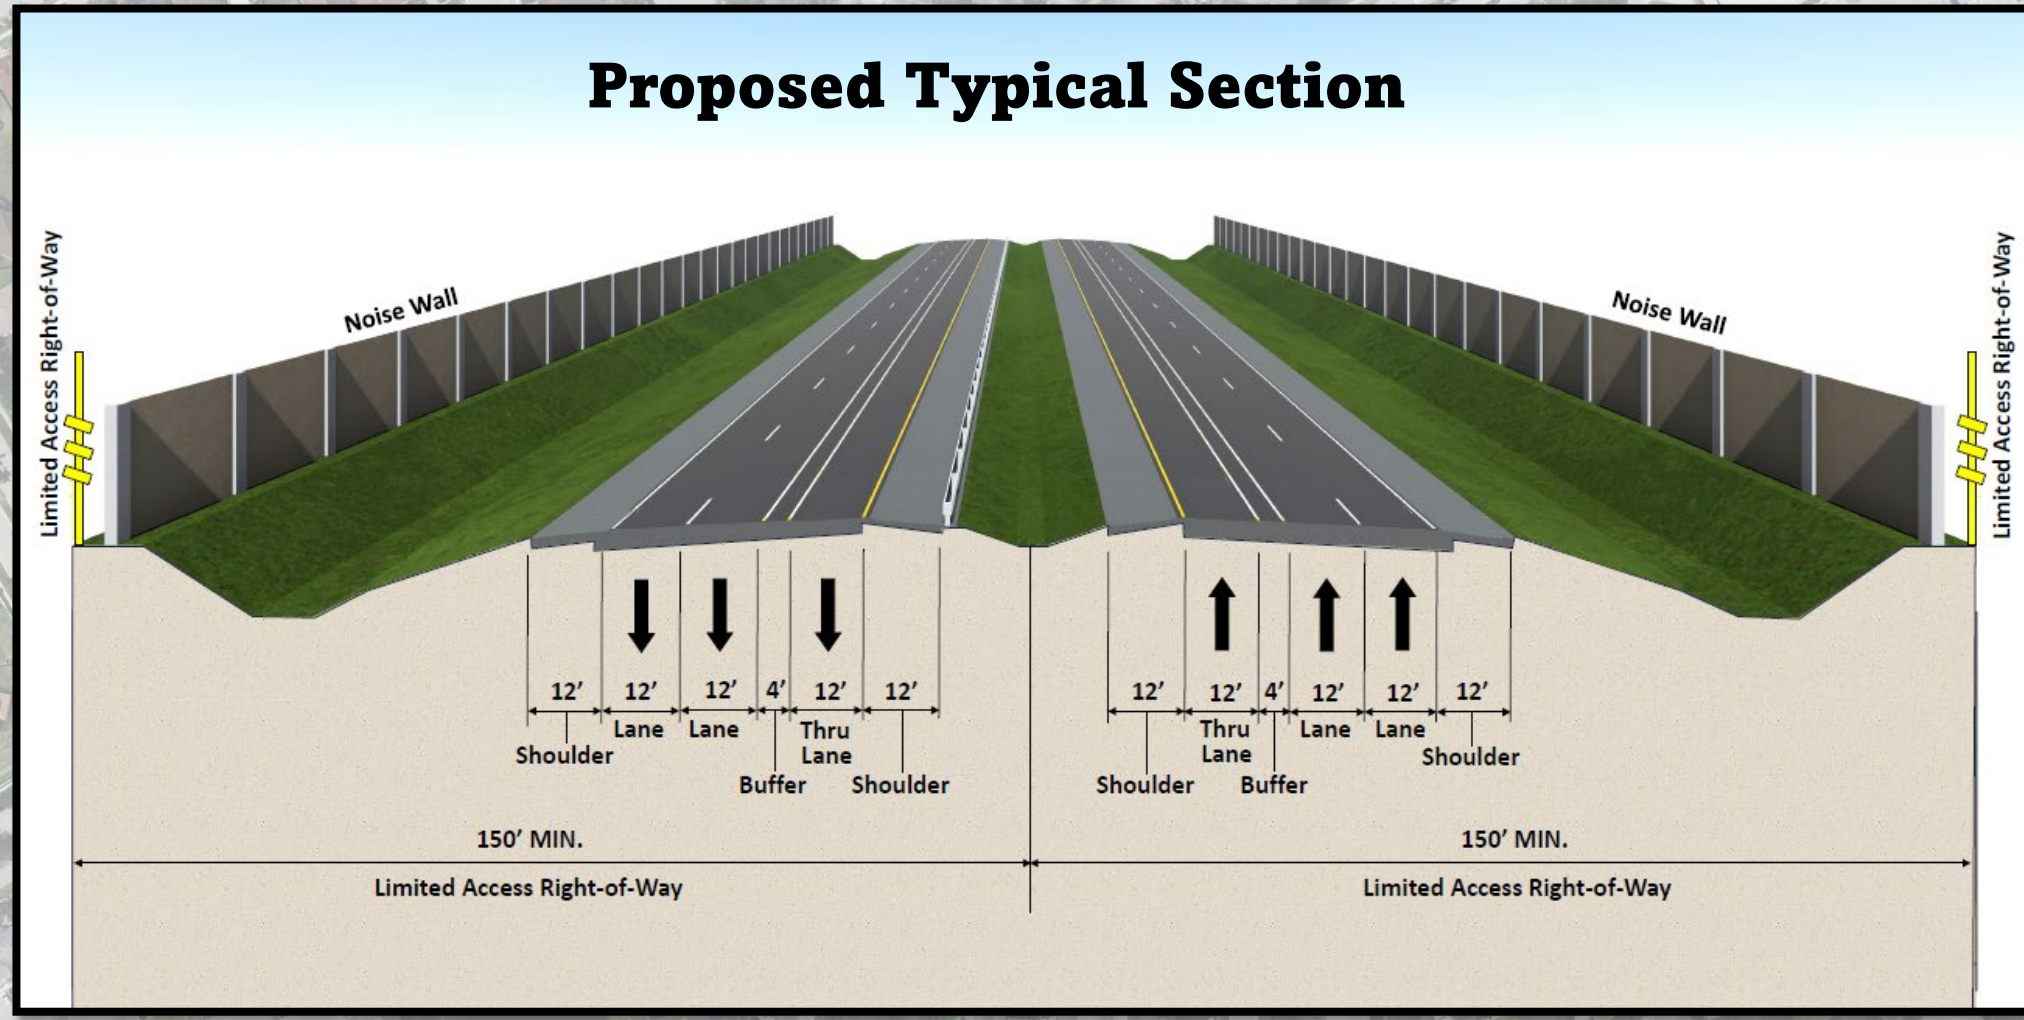 Proposed Typical Section
Limited Access Right-of-Way
Noise Wall
Noise Wall
Limited Access Right-of-Way
12’ 12’ 12’ 4’ 12’ 12’
Lane Lane Thru
Lane
Shoulder
Buffer Shoulder
12’ 12’ 4’ 12’ 12’ 12’
Thru Lane Lane
Lane
Shoulder
Shoulder Buffer
150’ MIN.
Limited Access Right-of-Way
150’ MIN.
Limited Access Right-of-Way